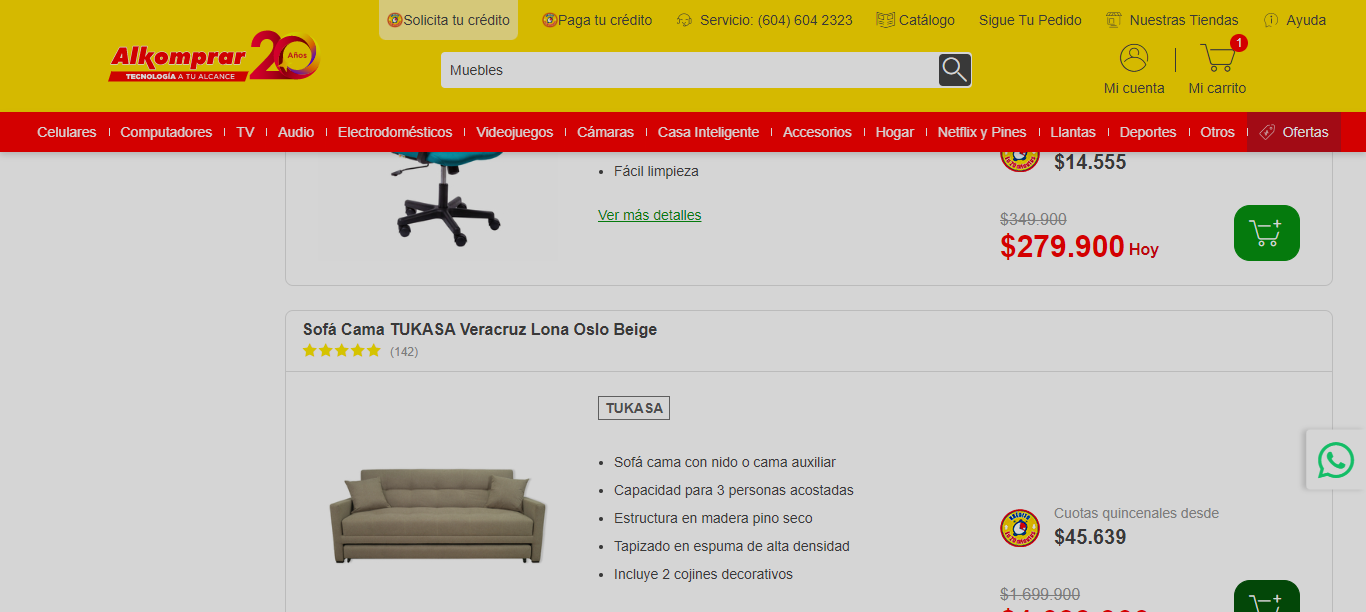 Solicita tu crédito
Paga tu crédito
Servicio: (604) 604 2323
Catálogo
Sigue Tu Pedido
Nuestras Tiendas
Ayuda
Alkomprar 20 Años
TECNOLOGÍA A TU ALCANCE
Muebles
Mi cuenta
1
Mi carrito
Celulares
Computadores
TV
Audio
Electrodomésticos
Videojuegos
Cámaras
Casa Inteligente
Accesorios
Hogar
Netflix y Pines
Llantas
Deportes
Otros
Ofertas
Fácil limpieza
Ver más detalles
$14.555
$349.900
$279.900 Hoy
Sofá Cama TUKASA Veracruz Lona Oslo Beige
(142)
TUKASA
Sofá cama con nido o cama auxiliar
Capacidad para 3 personas acostadas
Estructura en madera pino seco
Tapizado en espuma de alta densidad
Incluye 2 cojines decorativos
Cuotas quincenales desde
$45.639
$1.699.900